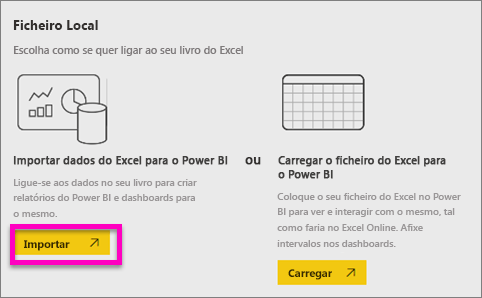 Ficheiro Local
Escolha como se quer ligar ao seu livro do Excel
Importar dados do Excel para o Power BI
Ligue-se aos dados no seu livro para criar
relatórios do Power BI e dashboards para
o mesmo.
Importar
ou
Carregar o ficheiro do Excel para
o Power BI
Coloque o seu ficheiro do Excel no Power
BI para ver e interagir com o mesmo, tal
como faria no Excel Online. Afixe
intervalos nos dashboards.
Carregar